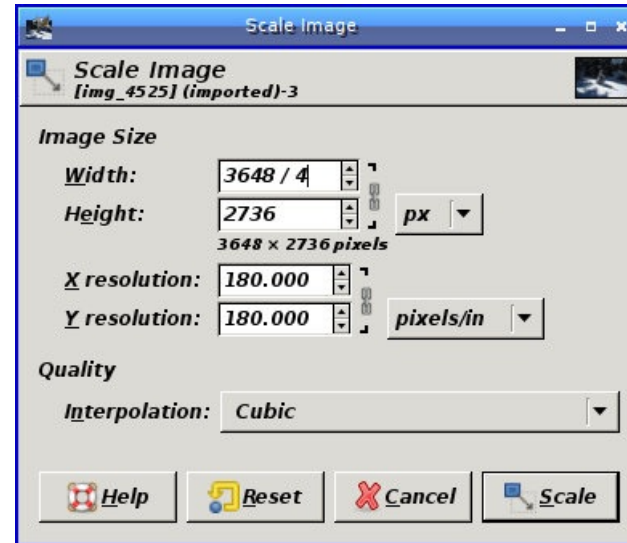 Scale Image
Scale Image
[img_4525] (imported)-3
Image Size
Width: 3648 / 4
Height: 2736 px
3648 × 2736 pixels
X resolution: 180.000
Y resolution: 180.000 pixels/in
Quality
Interpolation: Cubic
Help Reset Cancel Scale